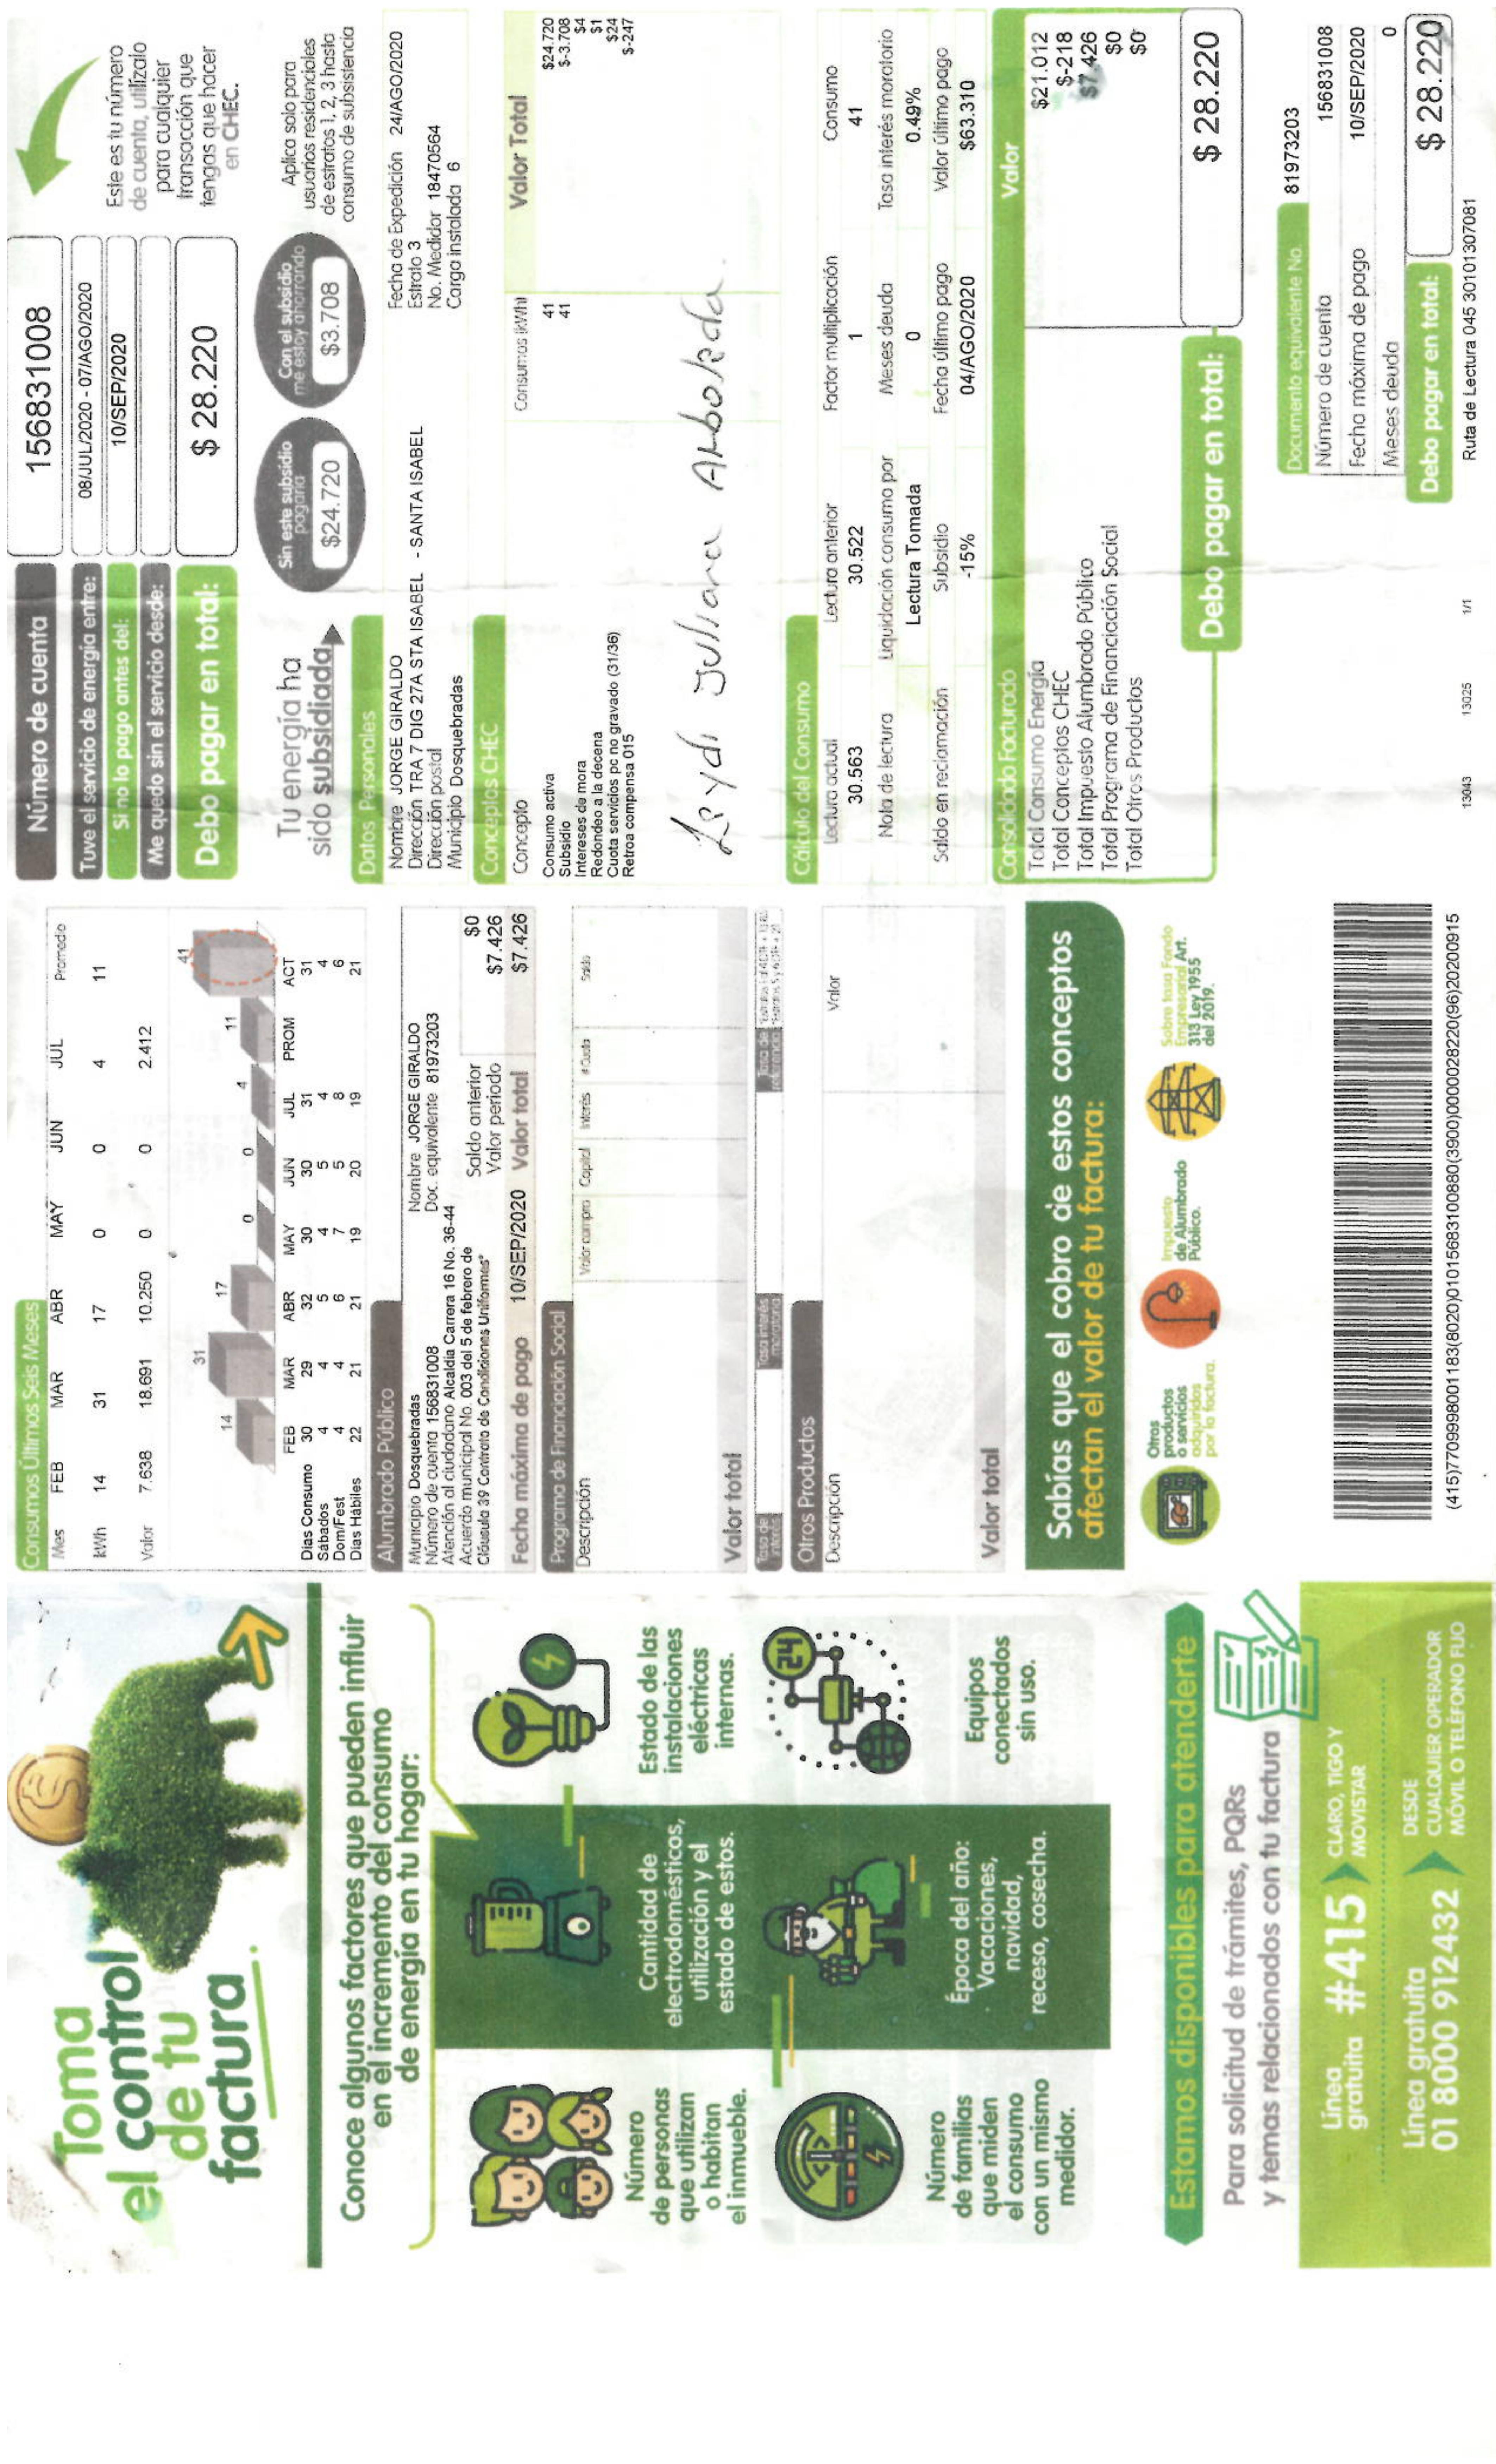 Toma
el control
de tu
factura.
Conoce algunos factores que pueden influir
en el incremento del consumo
de energía en tu hogar:
Número
de personas
que utilizan
o habitan
el inmueble.
Cantidad de
electrodomésticos,
utilización y el
estado de estos.
Estado de las
instalaciones
eléctricas
internas.
Número
de familias
que miden
el consumo
con un mismo
medidor.
Época del año:
Vacaciones,
navidad,
receso, cosecha.
24
Equipos
conectados
sin uso.
Estamos disponibles para atenderte
Para solicitud de trámites, PQRs
y temas relacionados con tu factura
Línea
gratuita #415 CLARO, TIGO Y
MOVISTAR
Línea gratuita
01 8000 912432
DESDE
CUALQUIER OPERADOR
MÓVIL O TELÉFONO FIJO
Consumos Últimos Seis Meses
Mes FEB MAR ABR MAY JUN JUL Promedio
kWh 14 31 17 0 0 4 11
Valor 7.638 18.691 10.250 0 0 2.412
14 31 17 0 0 4 11 41
FEB MAR ABR MAY JUN JUL PROM ACT
Dias Consumo 30 29 32 30 30 31 31
Sábados 4 4 5 4 5 4 4
Dom/Fest 4 4 6 7 5 8 6
Dias Hábiles 22 21 21 19 20 19 21
Alumbrado Público
Municipio Dosquebradas Nombre JORGE GIRALDO
Número de cuenta 156831008 Doc. equivalente 81973203
Atención al ciudadano Alcaldia Carrera 16 No. 36-44
Acuerdo municipal No. 003 del 5 de febrero de
Cláusula 39 Contrato de Condiciones Uniformes"
Saldo anterior $0
Valor periodo $7.426
Fecha máxima de pago 10/SEP/2020 Valor total $7.426
Programa de Financiación Social
Descripción Valor compra Capital Interés # Cuota Saldo
Valor total
Tasa de interés Tasa interés moratoria Tasa de referencia
Otros Productos
Descripción Valor
Valor total
Sabías que el cobro de estos conceptos
afectan el valor de tu factura:
Otros
productos
o servicios
adquiridos
por la factura.
Impuesto
de Alumbrado
Público.
Sobre tasa Fondo
Empresarial Art.
313 Ley 1955
del 2019.
(415)7709998001183(8020)01015683100880(3900)0000028220(96)20200915
Número de cuenta 156831008
Tuve el servicio de energía entre: 08/JUL/2020 - 07/AGO/2020
Si no lo pago antes del: 10/SEP/2020
Me quedo sin el servicio desde:
Debo pagar en total: $ 28.220
Este es tu número
de cuenta, utilízalo
para cualquier
transacción que
tengas que hacer
en CHEC.
Tu energía ha
sido subsidiada
Sin este subsidio
pagaría
$24.720
Con el subsidio
me estoy ahorrando
$3.708
Aplica solo para
usuarios residenciales
de estratos 1, 2, 3 hasta
consumo de subsistencia
Datos Personales
Nombre JORGE GIRALDO
Dirección TRA 7 DIG 27A STA ISABEL - SANTA ISABEL
Dirección postal
Municipio Dosquebradas
Fecha de Expedición 24/AGO/2020
Estrato 3
No. Medidor 18470564
Carga instalada 6
Conceptos CHEC
Concepto Consumos (kWh) Valor Total
Consumo activa 41 $24.720
Subsidio 41 $-3.708
Intereses de mora $4
Redondeo a la decena $1
Cuota servicios pc no gravado (31/36) $24
Retroa compensa 015 $-247
Leydi Juliana Arboleda.
Cálculo del Consumo
Lectura actual Lectura anterior Factor multiplicación Consumo
30.563 30.522 1 41
Nota de lectura Liquidación consumo por Meses deuda Tasa interés moratorio
Lectura Tomada 0 0.49%
Saldo en reclamación Subsidio Fecha último pago Valor último pago
-15% 04/AGO/2020 $63.310
Consolidado Facturado Valor
Total Consumo Energía $21.012
Total Conceptos CHEC $-218
Total Impuesto Alumbrado Público $7.426
Total Programa de Financiación Social $0
Total Otros Productos $0
Debo pagar en total: $ 28.220
Documento equivalente No. 81973203
Número de cuenta 156831008
Fecha máxima de pago 10/SEP/2020
Meses deuda 0
Debo pagar en total: $ 28.220
13043 13025 1/1 Ruta de Lectura 045 30101307081